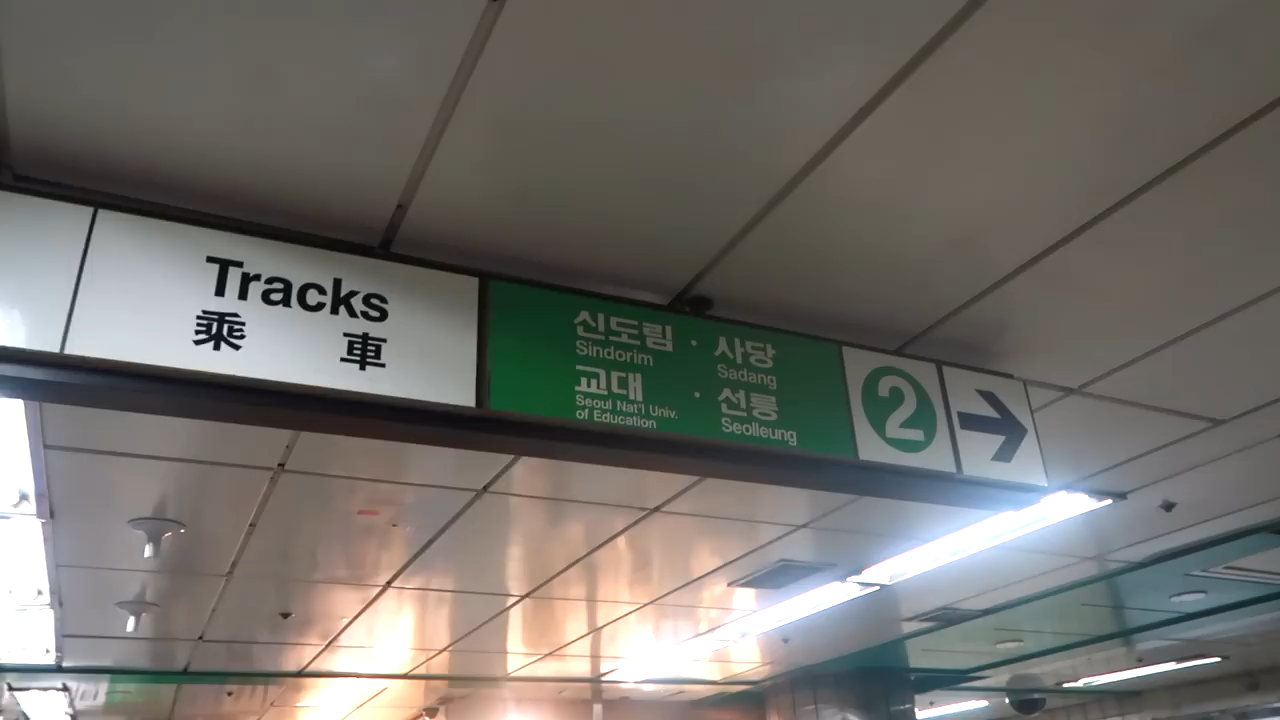 Tracks
乘 車
신도림 · 사당
Sindorim Sadang
교대 · 선릉
Seoul Nat'l Univ. of Education Seolleung
2
→